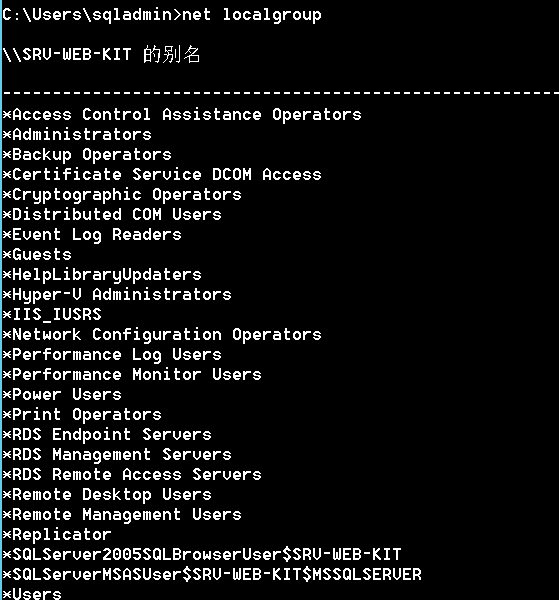 C:\Users\sqladmin>net localgroup
\\SRV-WEB-KIT 的别名
-------------------------------------------------------
*Access Control Assistance Operators
*Administrators
*Backup Operators
*Certificate Service DCOM Access
*Cryptographic Operators
*Distributed COM Users
*Event Log Readers
*Guests
*HelpLibraryUpdaters
*Hyper-V Administrators
*IIS_IUSRS
*Network Configuration Operators
*Performance Log Users
*Performance Monitor Users
*Power Users
*Print Operators
*RDS Endpoint Servers
*RDS Management Servers
*RDS Remote Access Servers
*Remote Desktop Users
*Remote Management Users
*Replicator
*SQLServer2005SQLBrowserUser$SRV-WEB-KIT
*SQLServerMSASUser$SRV-WEB-KIT$MSSQLSERVER
*Users